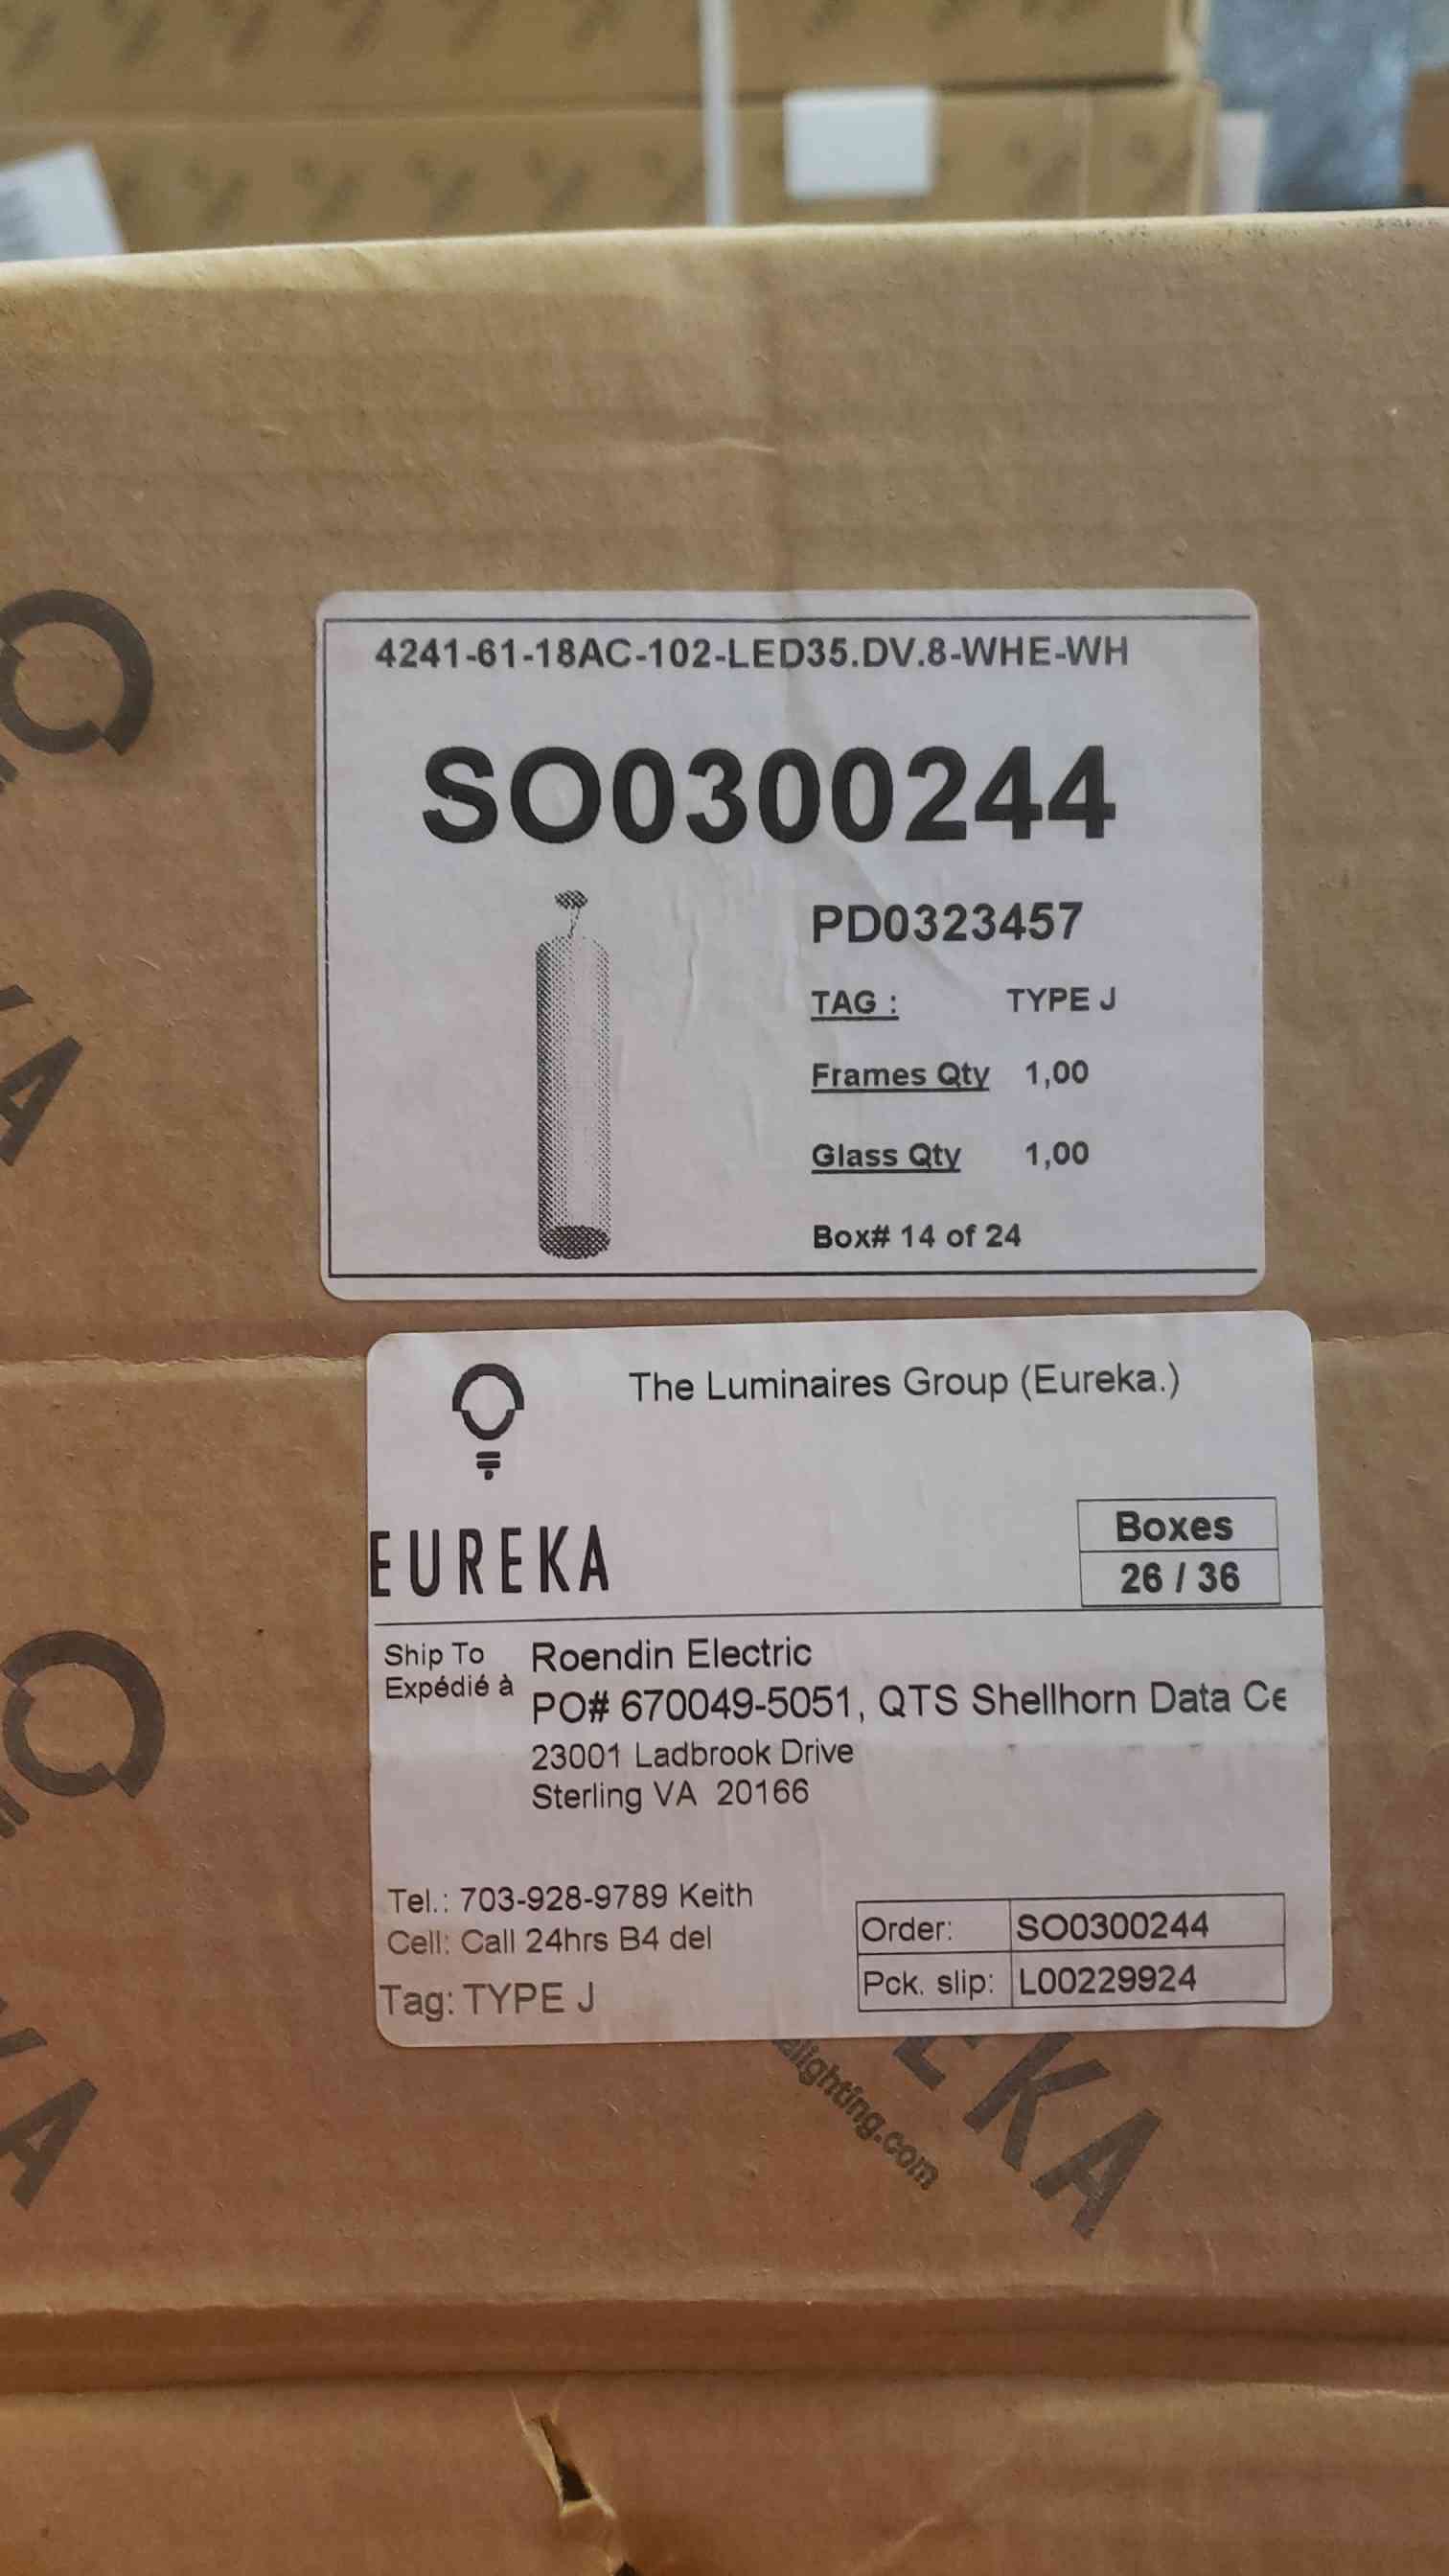 4241-61-18AC-102-LED35.DV.8-WHE-WH
SO0300244
PD0323457
TAG : TYPE J
Frames Qty 1,00
Glass Qty 1,00
Box# 14 of 24
The Luminaires Group (Eureka.)
EUREKA
Boxes
26 / 36
Ship To Roendin Electric
Expédié à PO# 670049-5051, QTS Shellhorn Data Ce
23001 Ladbrook Drive
Sterling VA 20166
Tel.: 703-928-9789 Keith
Cell: Call 24hrs B4 del
Tag: TYPE J
Order: SO0300244
Pck. slip: L00229924
EKA
alighting.com